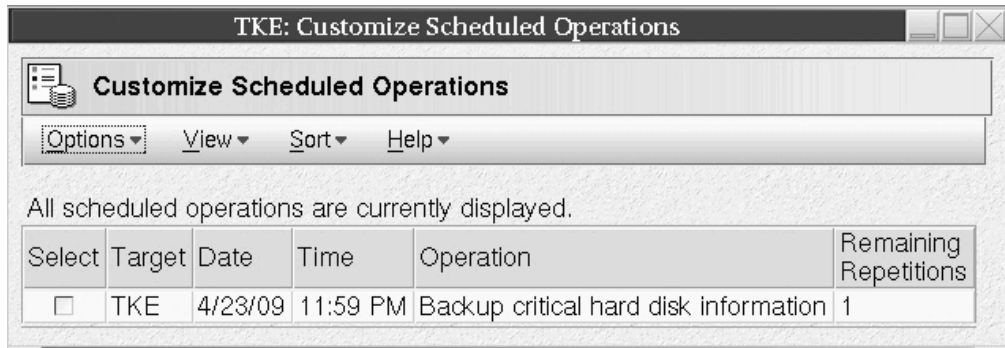 TKE: Customize Scheduled Operations
Customize Scheduled Operations
Options View Sort Help
All scheduled operations are currently displayed.
Select Target Date Time Operation Remaining Repetitions
TKE 4/23/09 11:59 PM Backup critical hard disk information 1